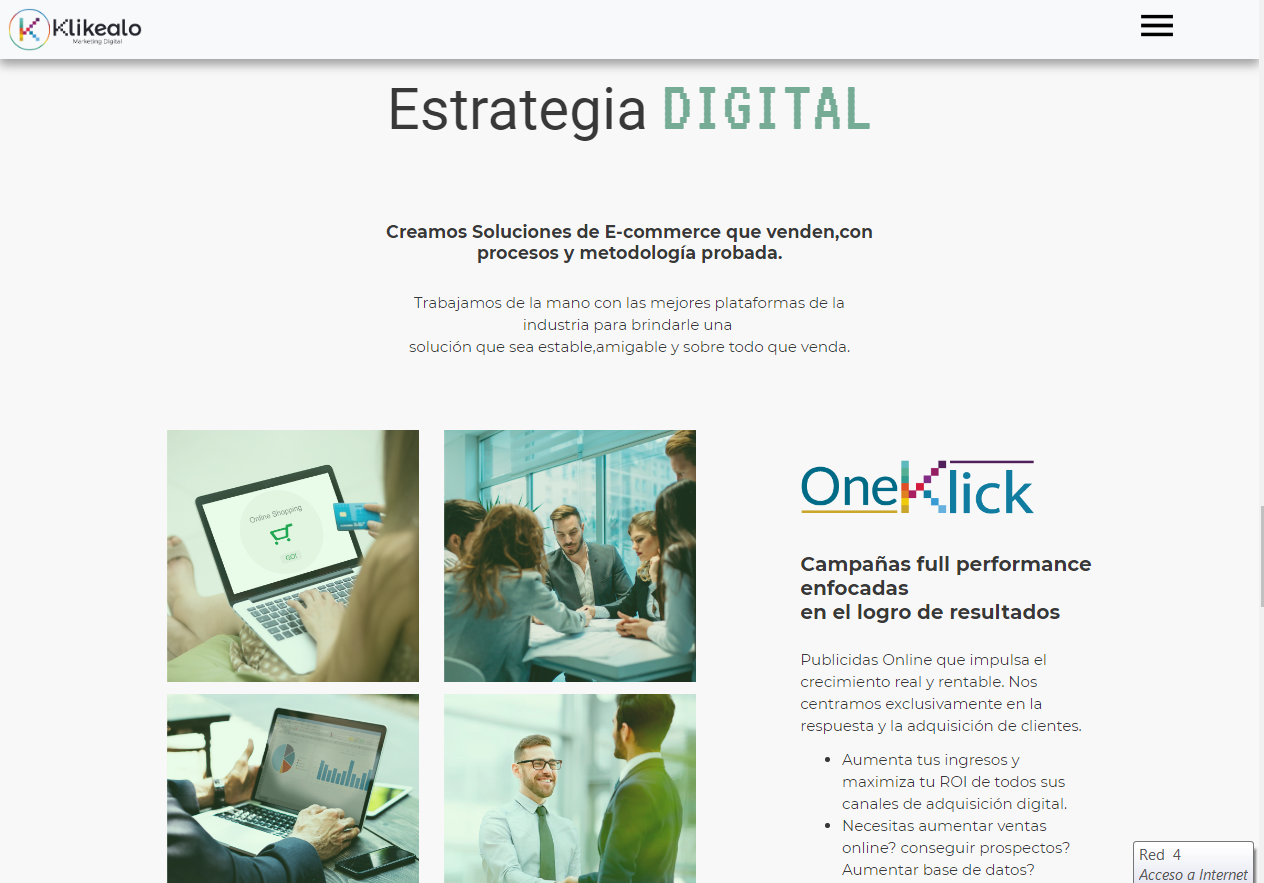 Klikealo
Marketing Digital
Estrategia DIGITAL
Creamos Soluciones de E-commerce que venden,con
procesos y metodología probada.
Trabajamos de la mano con las mejores plataformas de la
industria para brindarle una
solución que sea estable,amigable y sobre todo que venda.
Online Shopping
GO!
OneKlick
Campañas full performance
enfocadas
en el logro de resultados
Publicidas Online que impulsa el
crecimiento real y rentable. Nos
centramos exclusivamente en la
respuesta y la adquisición de clientes.
• Aumenta tus ingresos y
maximiza tu ROI de todos sus
canales de adquisición digital.
• Necesitas aumentar ventas
online? conseguir prospectos?
Aumentar base de datos?
Red 4
Acceso a Internet